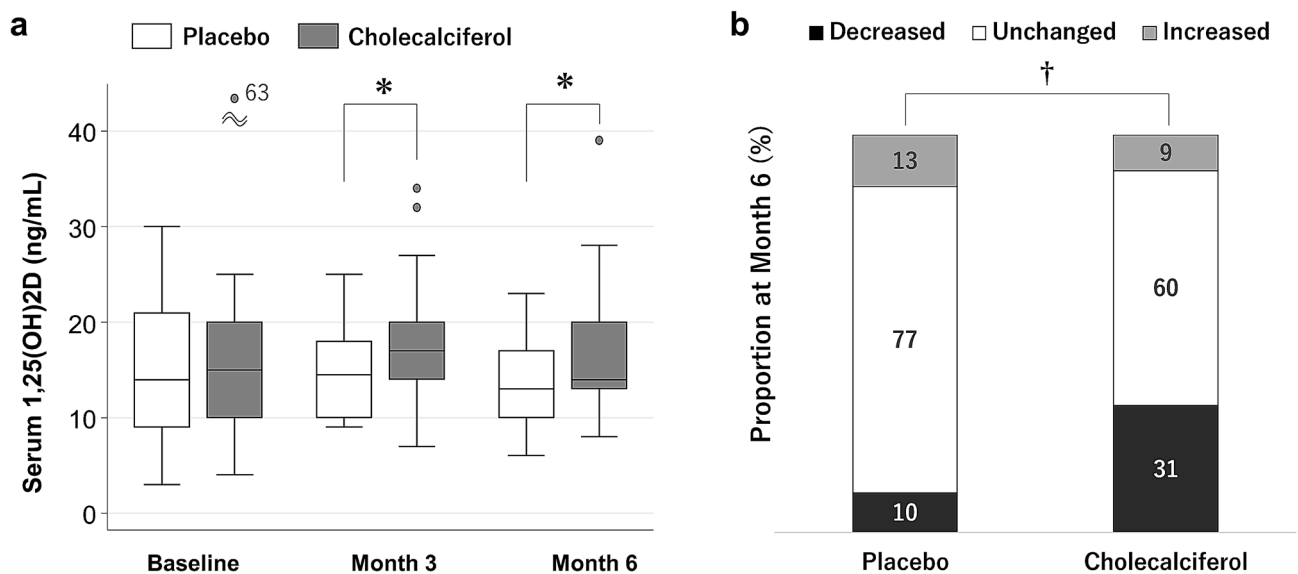 a
Placebo Cholecalciferol
Serum 1,25(OH)2D (ng/mL)
40
30
20
10
0
63
*
*
Baseline Month 3 Month 6
b
Decreased Unchanged Increased
†
Proportion at Month 6 (%)
13 9
77 60
10 31
Placebo Cholecalciferol